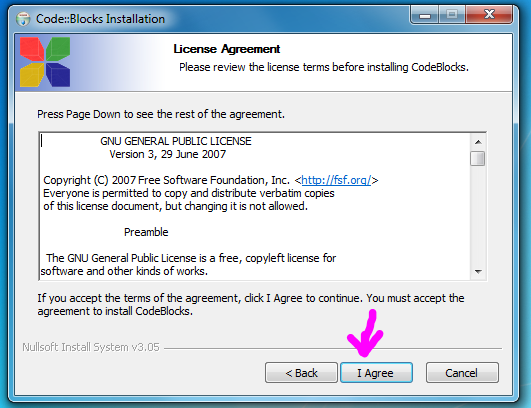 Code::Blocks Installation
License Agreement
Please review the license terms before installing CodeBlocks.
Press Page Down to see the rest of the agreement.
GNU GENERAL PUBLIC LICENSE
Version 3, 29 June 2007
Copyright (C) 2007 Free Software Foundation, Inc. <http://fsf.org/>
Everyone is permitted to copy and distribute verbatim copies
of this license document, but changing it is not allowed.
Preamble
The GNU General Public License is a free, copyleft license for
software and other kinds of works.
If you accept the terms of the agreement, click I Agree to continue. You must accept the
agreement to install CodeBlocks.
Nullsoft Install System v3.05
< Back I Agree Cancel